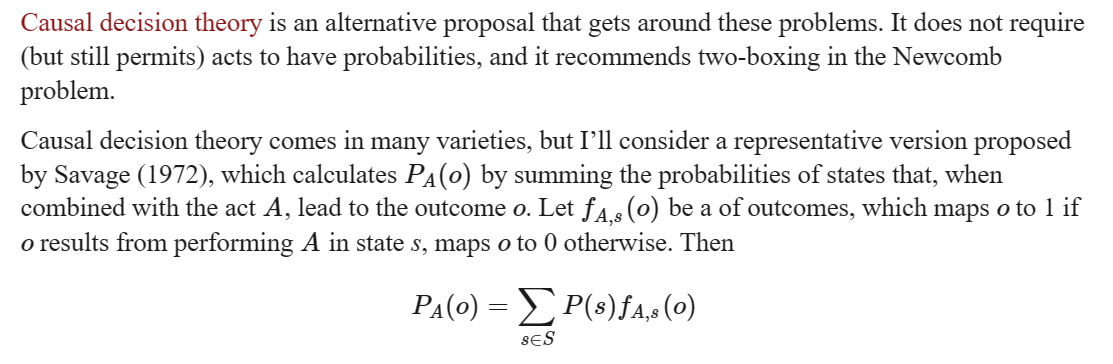 Causal decision theory is an alternative proposal that gets around these problems. It does not require
(but still permits) acts to have probabilities, and it recommends two-boxing in the Newcomb
problem.
Causal decision theory comes in many varieties, but I’ll consider a representative version proposed
by Savage (1972), which calculates P_A(o) by summing the probabilities of states that, when
combined with the act A, lead to the outcome o. Let f_{A,s}(o) be a of outcomes, which maps o to 1 if
o results from performing A in state s, maps o to 0 otherwise. Then
P_A(o) = ∑_{s∈S} P(s) f_{A,s}(o)